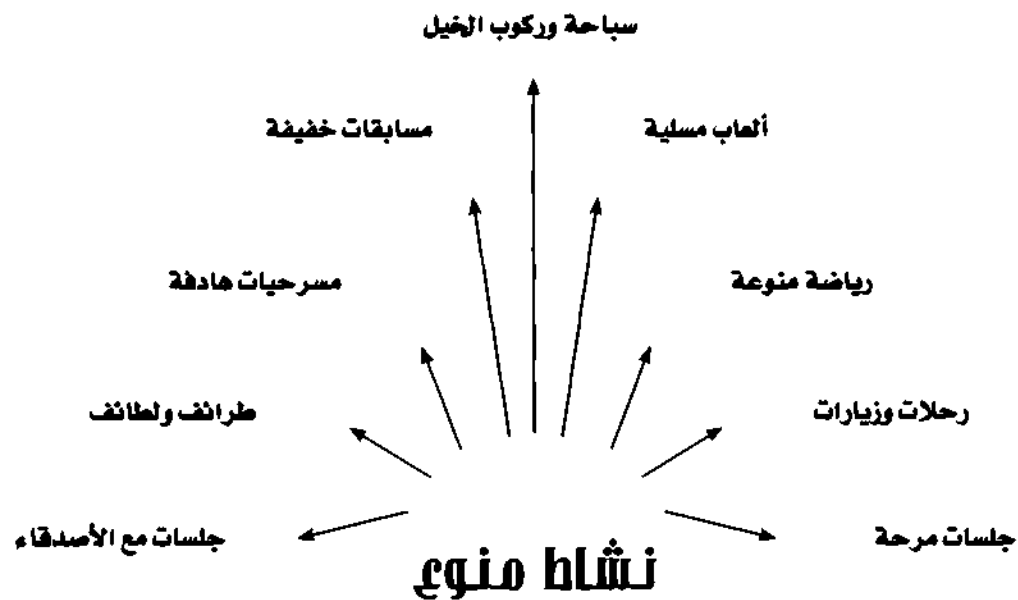 سباحة وركوب الخيل
ألعاب مسلية
مسابقات خفيفة
رياضة منوعة
مسرحيات هادفة
رحلات وزيارات
طرائف ولطائف
جلسات مرحة
جلسات مع الأصدقاء
نشاط منوع